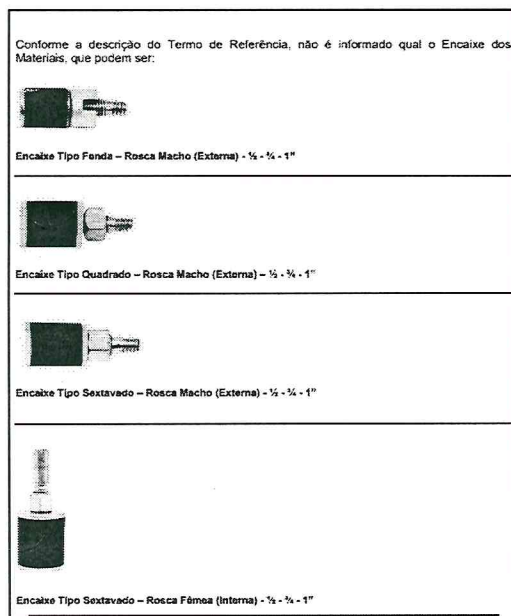 Conforme a descrição do Termo de Referência, não é informado qual o Encaixe dos
Materiais, que podem ser:
Encaixe Tipo Fenda – Rosca Macho (Externa) - ½ - ¾ - 1"
Encaixe Tipo Quadrado – Rosca Macho (Externa) – ½ - ¾ - 1"
Encaixe Tipo Sextavado – Rosca Macho (Externa) - ½ - ¾ - 1"
Encaixe Tipo Sextavado – Rosca Fêmea (Interna) - ½ - ¾ - 1"